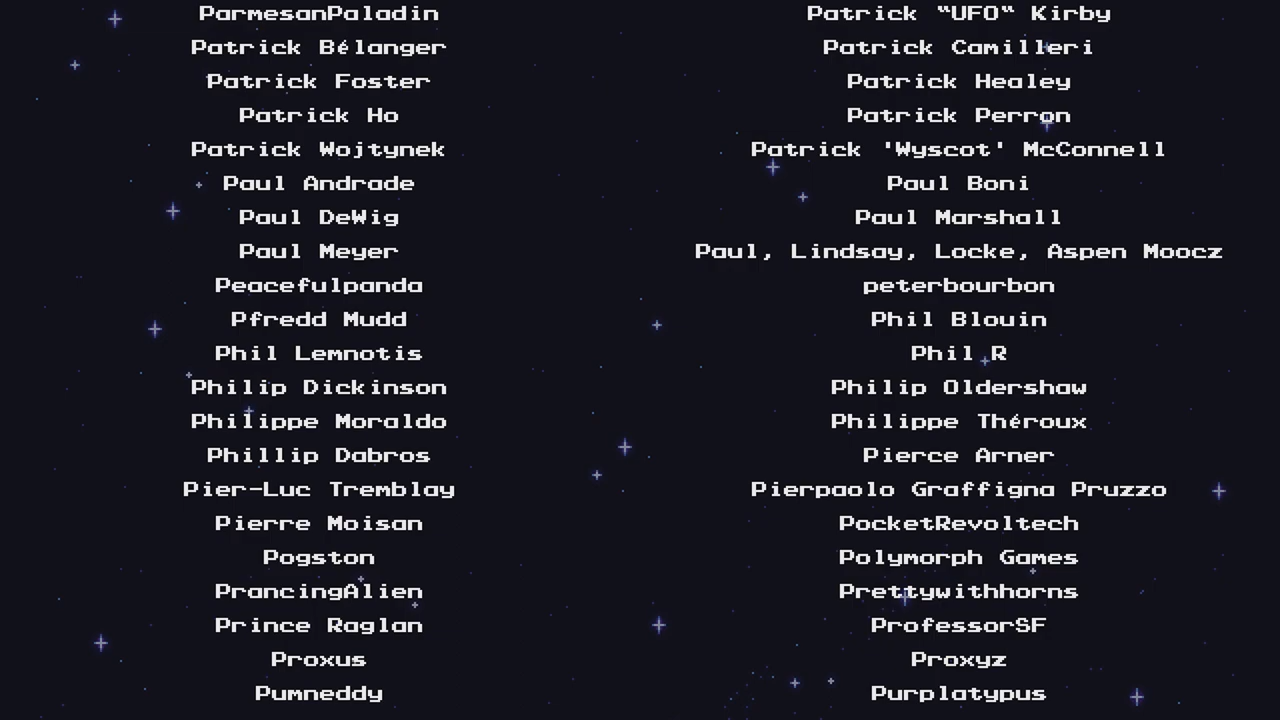 ParmesanPaladin Patrick "UFO" Kirby
Patrick Bélanger Patrick Camilleri
Patrick Foster Patrick Healey
Patrick Ho Patrick Perron
Patrick Wojtynek Patrick 'Wyscot' McConnell
Paul Andrade Paul Boni
Paul DeWig Paul Marshall
Paul Meyer Paul, Lindsay, Locke, Aspen Moocz
Peacefulpanda peterbourbon
Pfredd Mudd Phil Blouin
Phil Lemnotis Phil R
Philip Dickinson Philip Oldershaw
Philippe Moraldo Philippe Théroux
Phillip Dabros Pierce Arner
Pier-Luc Tremblay Pierpaolo Graffigna Pruzzo
Pierre Moisan PocketRevoltech
Pogston Polymorph Games
PrancingAlien Prettywithhorns
Prince Raglan ProfessorSF
Proxus Proxyz
Pumneddy Purplatypus